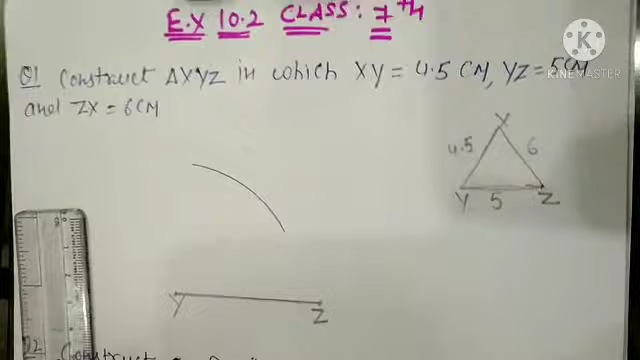 E.X 10.2 CLASS: 7th
Q1 Construct ΔXYZ in which XY = 4.5 CM, YZ = 5CM
and ZX = 6CM
KINEMASTER
X
4.5 6
Y 5 Z
Y Z
Construct